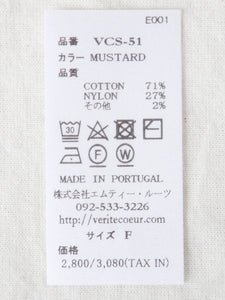 E001
品番 VCS-51
カラー MUSTARD
品質
COTTON 71%
NYLON 27%
その他 2%
30
F W
MADE IN PORTUGAL
株式会社エムティー・ルーツ
092-533-3226
http://veritecoeur.com/
サイズ F
価格
2,800/3,080(TAX IN)